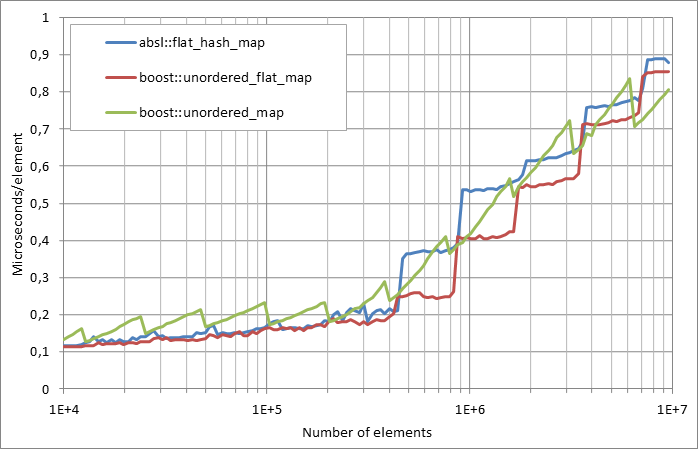 1
0,9
0,8
0,7
0,6
0,5
0,4
0,3
0,2
0,1
0
Microseconds/element
absl::flat_hash_map
boost::unordered_flat_map
boost::unordered_map
1E+4
1E+5
1E+6
1E+7
Number of elements